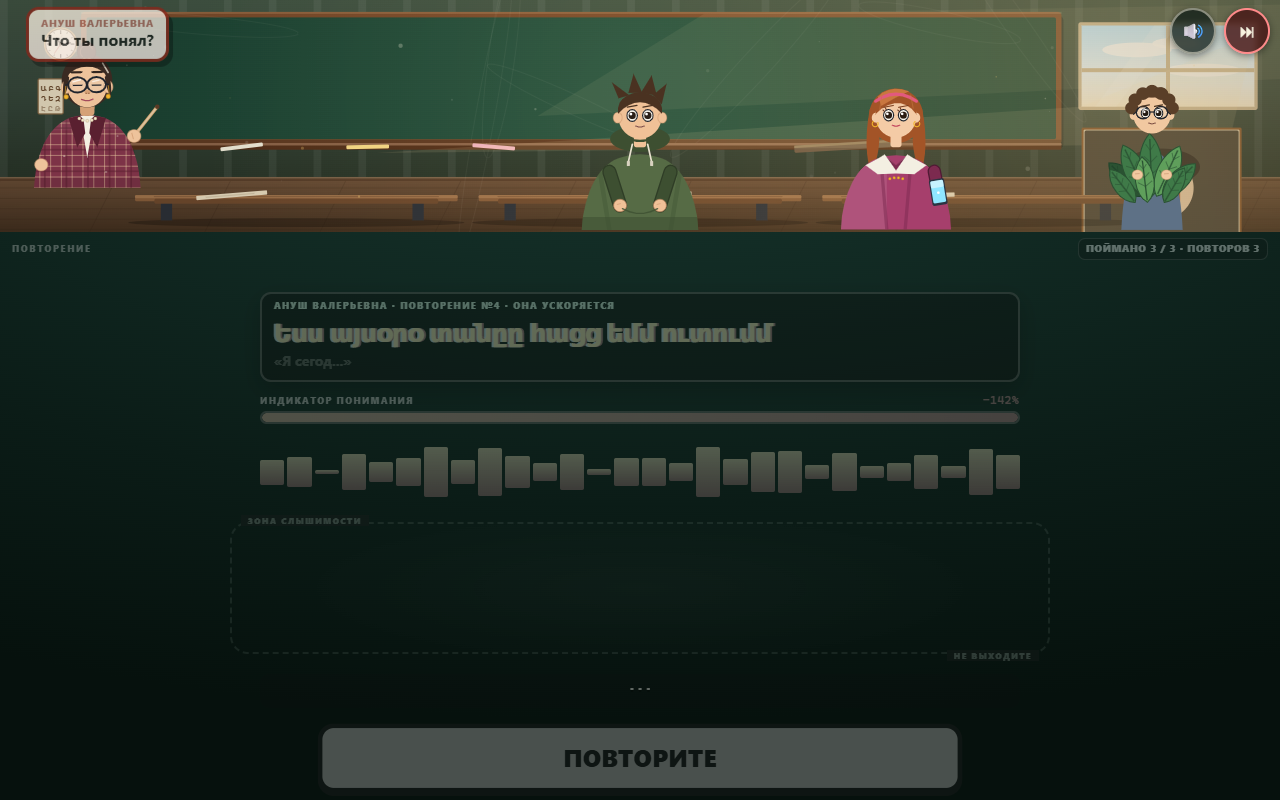 АНУШ ВАЛЕРЬЕВНА
Что ты понял?
Ա Բ Գ
Դ Ե Զ
Է Ը Թ
ПОВТОРЕНИЕ
ПОЙМАНО 3 / 3 · ПОВТОРОВ 3
АНУШ ВАЛЕРЬЕВНА · ПОВТОРЕНИЕ №4 · ОНА УСКОРЯЕТСЯ
Ես այսօր տանը հաց եմ ուտում
«Я сегод…»
ИНДИКАТОР ПОНИМАНИЯ
−142%
ЗОНА СЛЫШИМОСТИ
НЕ ВЫХОДИТЕ
...
ПОВТОРИТЕ